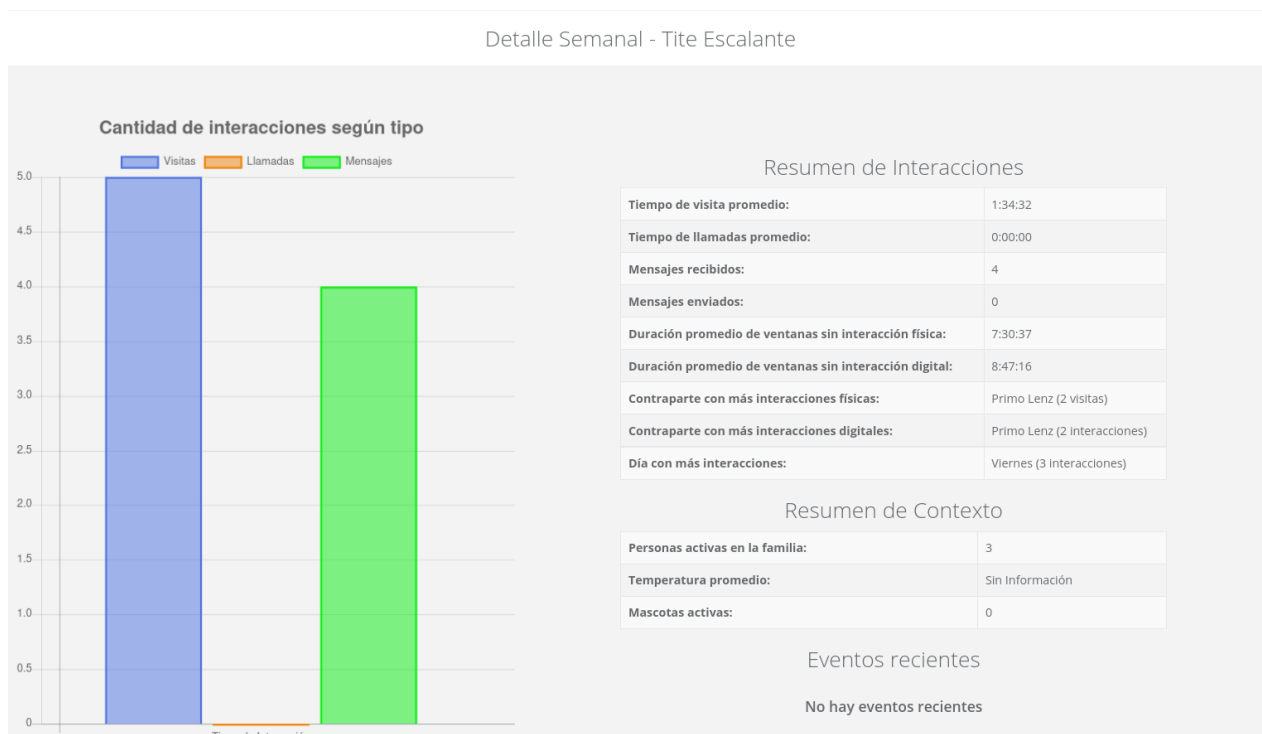 Detalle Semanal - Tite Escalante
Cantidad de interacciones según tipo
Visitas Llamadas Mensajes
5.0
4.5
4.0
3.5
3.0
2.5
2.0
1.5
1.0
0.5
0
Resumen de Interacciones
Tiempo de visita promedio: 1:34:32
Tiempo de llamadas promedio: 0:00:00
Mensajes recibidos: 4
Mensajes enviados: 0
Duración promedio de ventanas sin interacción física: 7:30:37
Duración promedio de ventanas sin interacción digital: 8:47:16
Contraparte con más interacciones físicas: Primo Lenz (2 visitas)
Contraparte con más interacciones digitales: Primo Lenz (2 interacciones)
Día con más interacciones: Viernes (3 interacciones)
Resumen de Contexto
Personas activas en la familia: 3
Temperatura promedio: Sin Información
Mascotas activas: 0
Eventos recientes
No hay eventos recientes